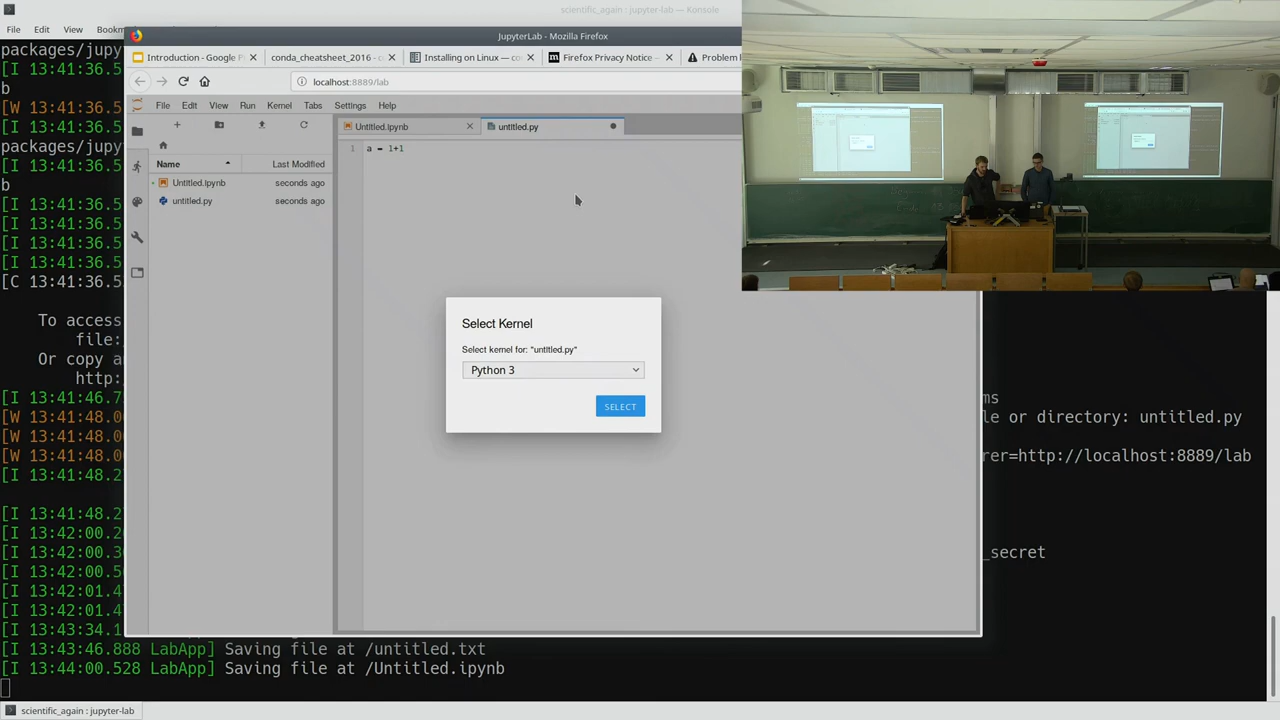 scientific_again : jupyter-lab — Konsole
File Edit View Bookm
JupyterLab - Mozilla Firefox
packages/jupy
Introduction - Google P
conda_cheatsheet_2016 -
Installing on Linux — co
Firefox Privacy Notice —
Problem l
[I 13:41:36.5
b
localhost:8889/lab
[W 13:41:36.5
File Edit View Run Kernel Tabs Settings Help
[I 13:41:36.5
Untitled.ipynb
untitled.py
packages/jupy
1 a = 1+1
[I 13:41:36.5
Name Last Modified
b
Untitled.ipynb seconds ago
untitled.py seconds ago
[I 13:41:36.5
[I 13:41:36.5
[I 13:41:36.5
[I 13:41:36.5
[C 13:41:36.5
To access
file:
Or copy a
http:
Select Kernel
Select kernel for: "untitled.py"
Python 3
SELECT
[I 13:41:46.7
ms
[W 13:41:48.0
le or directory: untitled.py
[W 13:41:48.0
[W 13:41:48.0
rer=http://localhost:8889/lab
[I 13:41:48.2
[I 13:41:48.2
[I 13:42:00.2
[I 13:42:00.3
_secret
[I 13:42:00.5
[I 13:42:01.4
[I 13:42:01.4
[I 13:43:34.1
[I 13:43:46.888 LabApp] Saving file at /untitled.txt
[I 13:44:00.528 LabApp] Saving file at /Untitled.ipynb
scientific_again : jupyter-lab